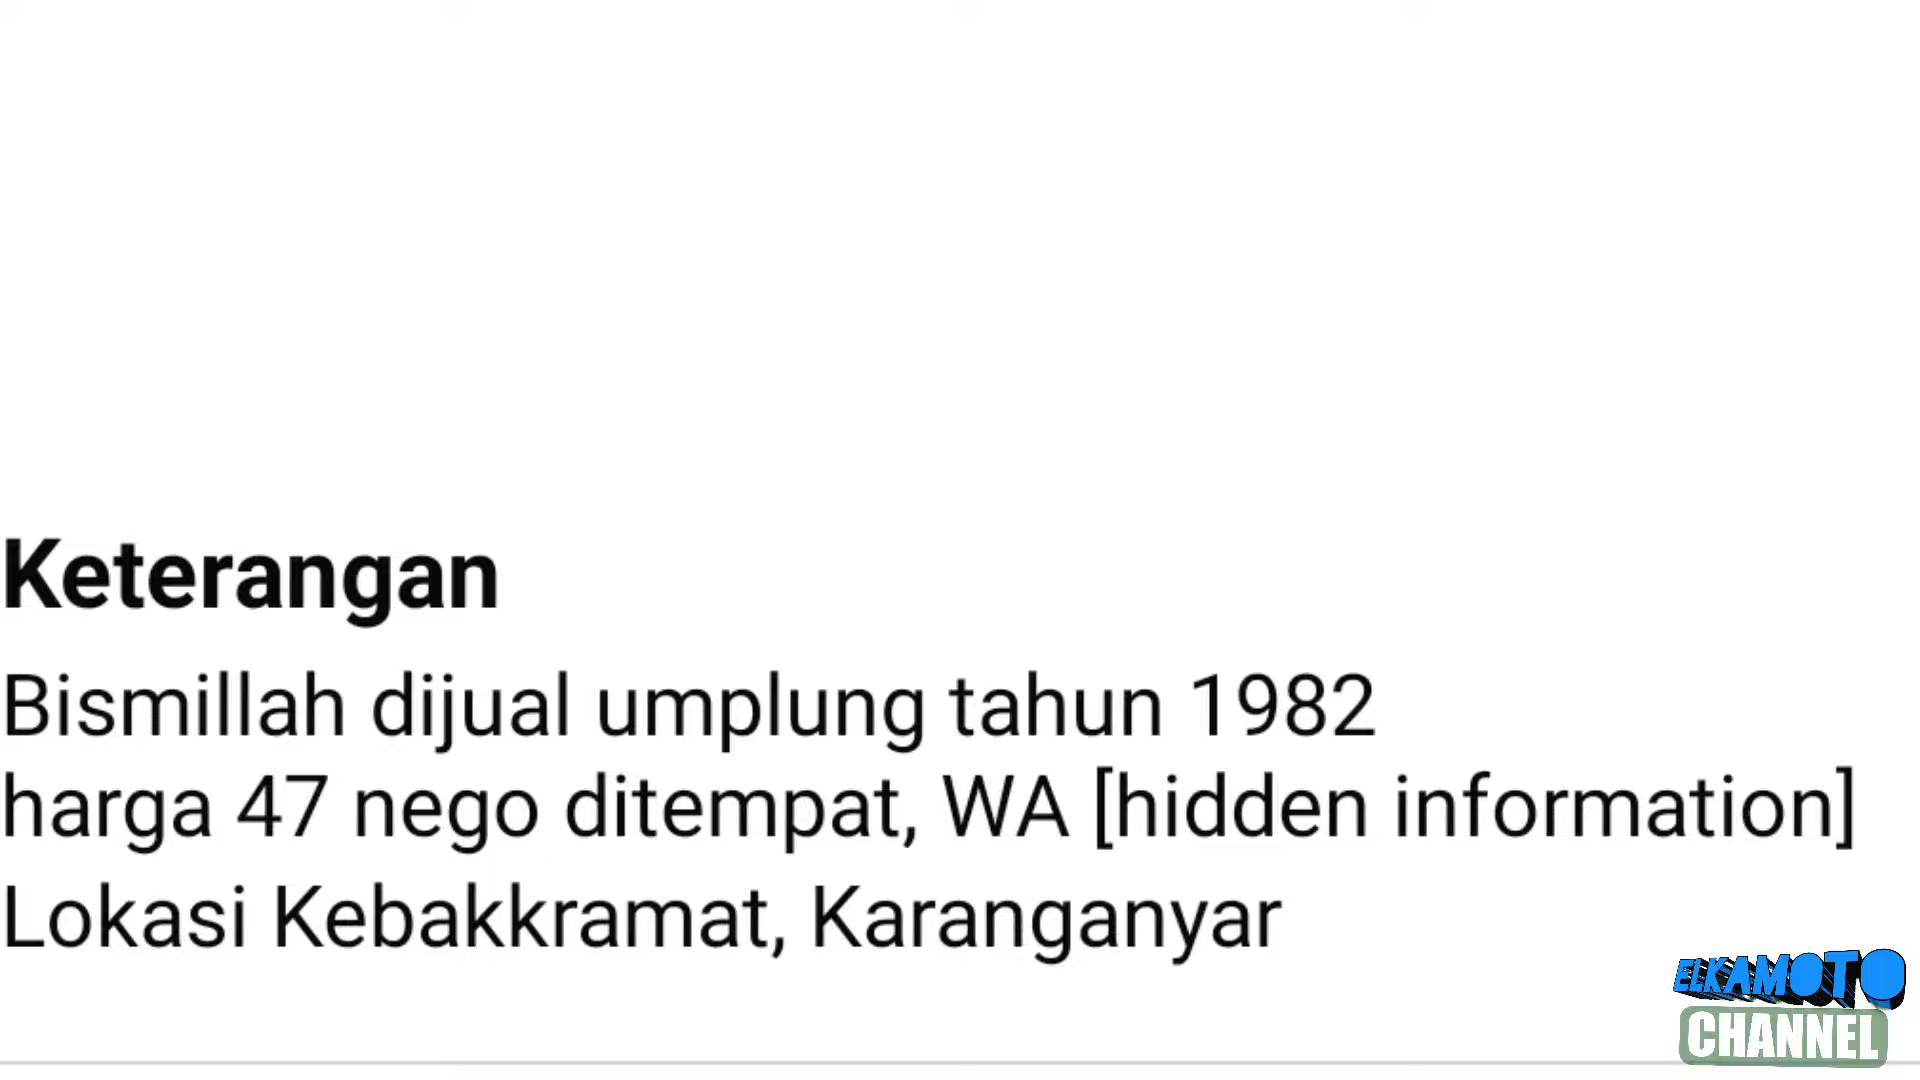 Keterangan
Bismillah dijual umplung tahun 1982
harga 47 nego ditempat, WA [hidden information]
Lokasi Kebakkramat, Karanganyar
ELKAMOTO
CHANNEL